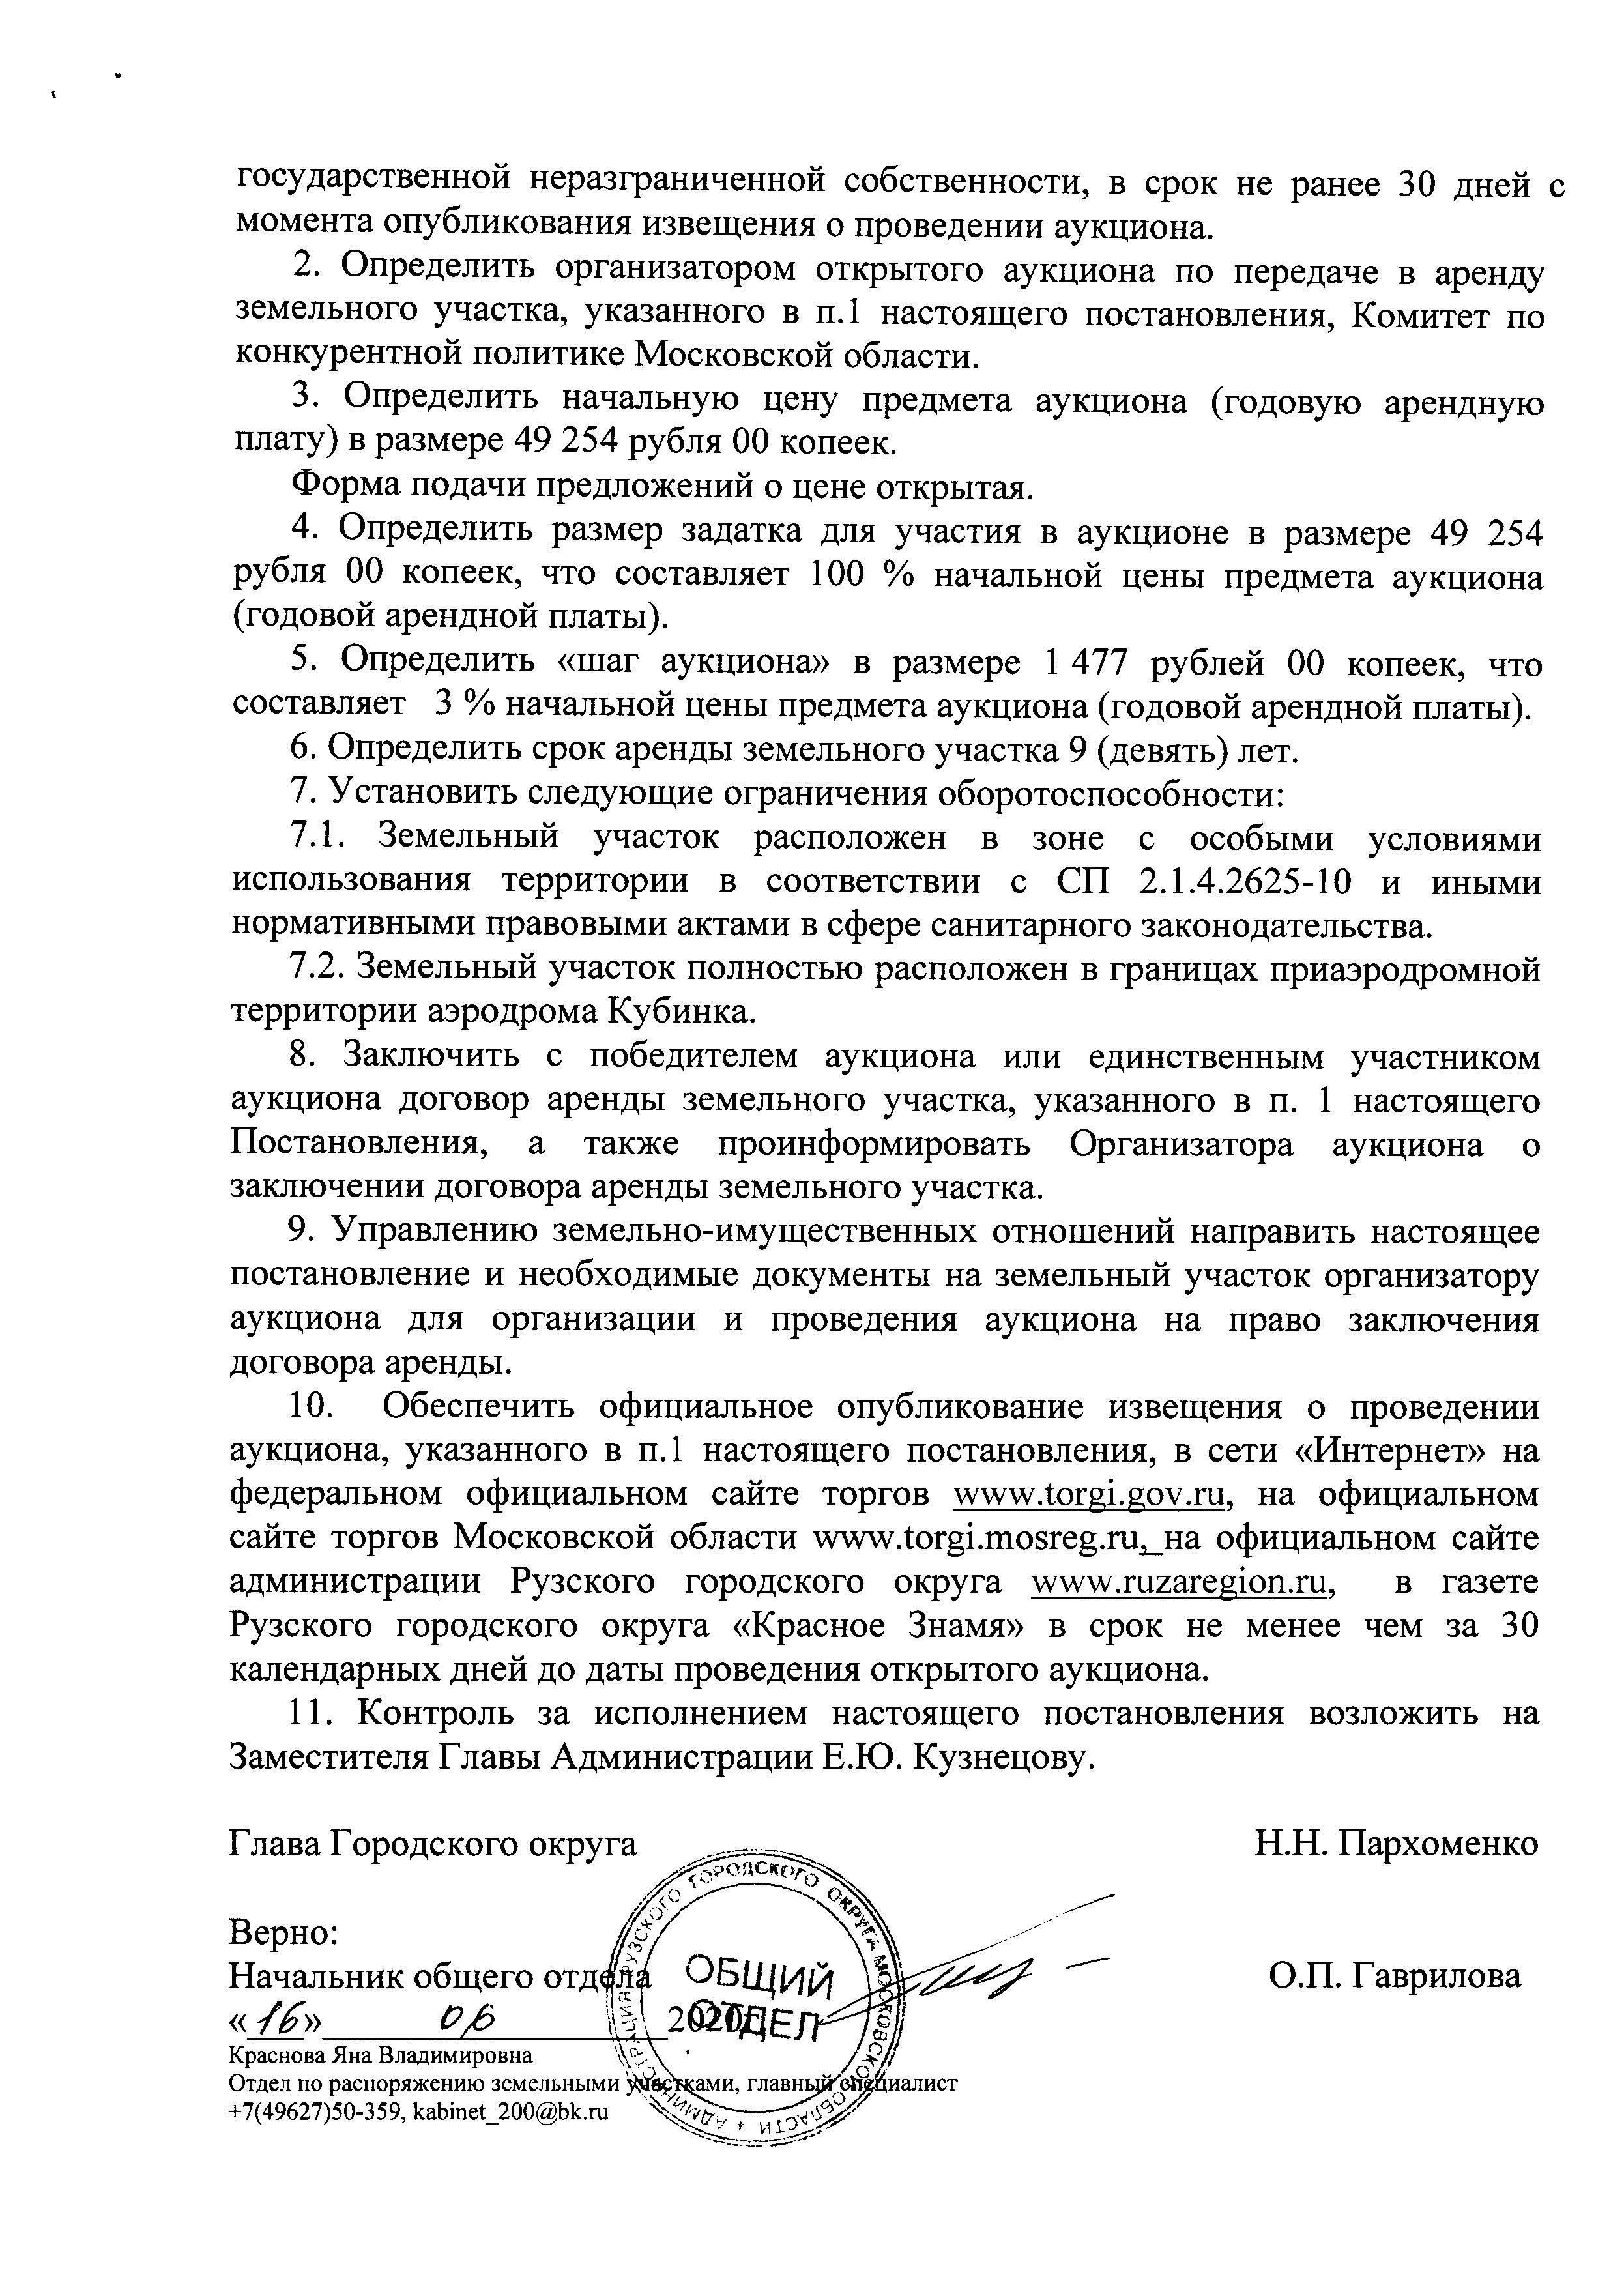 государственной неразграниченной собственности, в срок не ранее 30 дней с
момента опубликования извещения о проведении аукциона.
2. Определить организатором открытого аукциона по передаче в аренду
земельного участка, указанного в п.1 настоящего постановления, Комитет по
конкурентной политике Московской области.
3. Определить начальную цену предмета аукциона (годовую арендную
плату) в размере 49 254 рубля 00 копеек.
Форма подачи предложений о цене открытая.
4. Определить размер задатка для участия в аукционе в размере 49 254
рубля 00 копеек, что составляет 100 % начальной цены предмета аукциона
(годовой арендной платы).
5. Определить «шаг аукциона» в размере 1 477 рублей 00 копеек, что
составляет 3 % начальной цены предмета аукциона (годовой арендной платы).
6. Определить срок аренды земельного участка 9 (девять) лет.
7. Установить следующие ограничения оборотоспособности:
7.1. Земельный участок расположен в зоне с особыми условиями
использования территории в соответствии с СП 2.1.4.2625-10 и иными
нормативными правовыми актами в сфере санитарного законодательства.
7.2. Земельный участок полностью расположен в границах приаэродромной
территории аэродрома Кубинка.
8. Заключить с победителем аукциона или единственным участником
аукциона договор аренды земельного участка, указанного в п. 1 настоящего
Постановления, а также проинформировать Организатора аукциона о
заключении договора аренды земельного участка.
9. Управлению земельно-имущественных отношений направить настоящее
постановление и необходимые документы на земельный участок организатору
аукциона для организации и проведения аукциона на право заключения
договора аренды.
10. Обеспечить официальное опубликование извещения о проведении
аукциона, указанного в п.1 настоящего постановления, в сети «Интернет» на
федеральном официальном сайте торгов www.torgi.gov.ru, на официальном
сайте торгов Московской области www.torgi.mosreg.ru, на официальном сайте
администрации Рузского городского округа www.ruzaregion.ru, в газете
Рузского городского округа «Красное Знамя» в срок не менее чем за 30
календарных дней до даты проведения открытого аукциона.
11. Контроль за исполнением настоящего постановления возложить на
Заместителя Главы Администрации Е.Ю. Кузнецову.
Глава Городского округа Н.Н. Пархоменко
Верно:
Начальник общего отдела О.П. Гаврилова
«16» 06 2020
Краснова Яна Владимировна
Отдел по распоряжению земельными участками, главный специалист
+7(49627)50-359, kabinet_200@bk.ru
АДМИНИСТРАЦИЯ РУЗСКОГО ГОРОДСКОГО ОКРУГА МОСКОВСКОЙ ОБЛАСТИ *
ОБЩИЙ
ОТДЕЛ